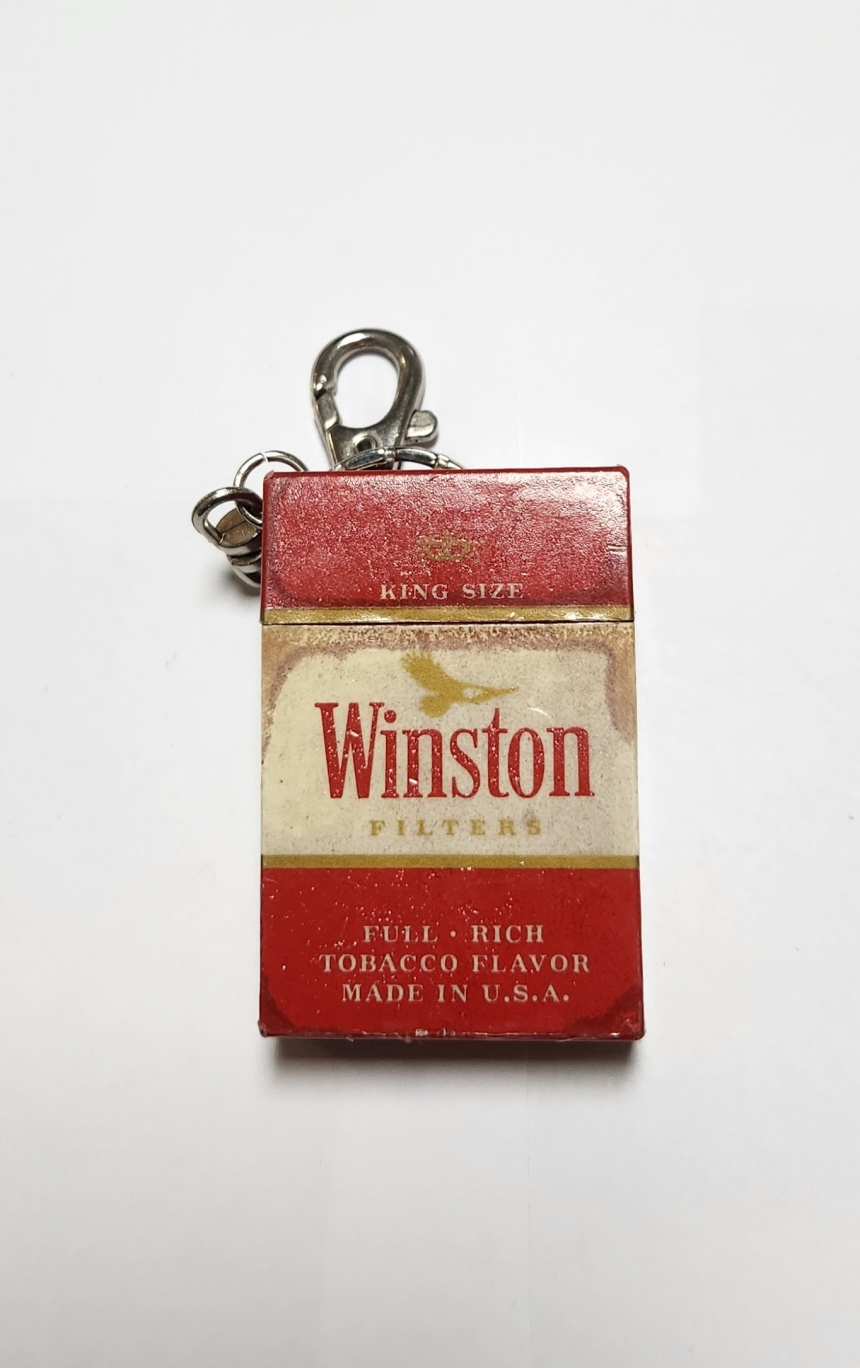 KING SIZE
Winston
FILTERS
FULL · RICH
TOBACCO FLAVOR
MADE IN U.S.A.